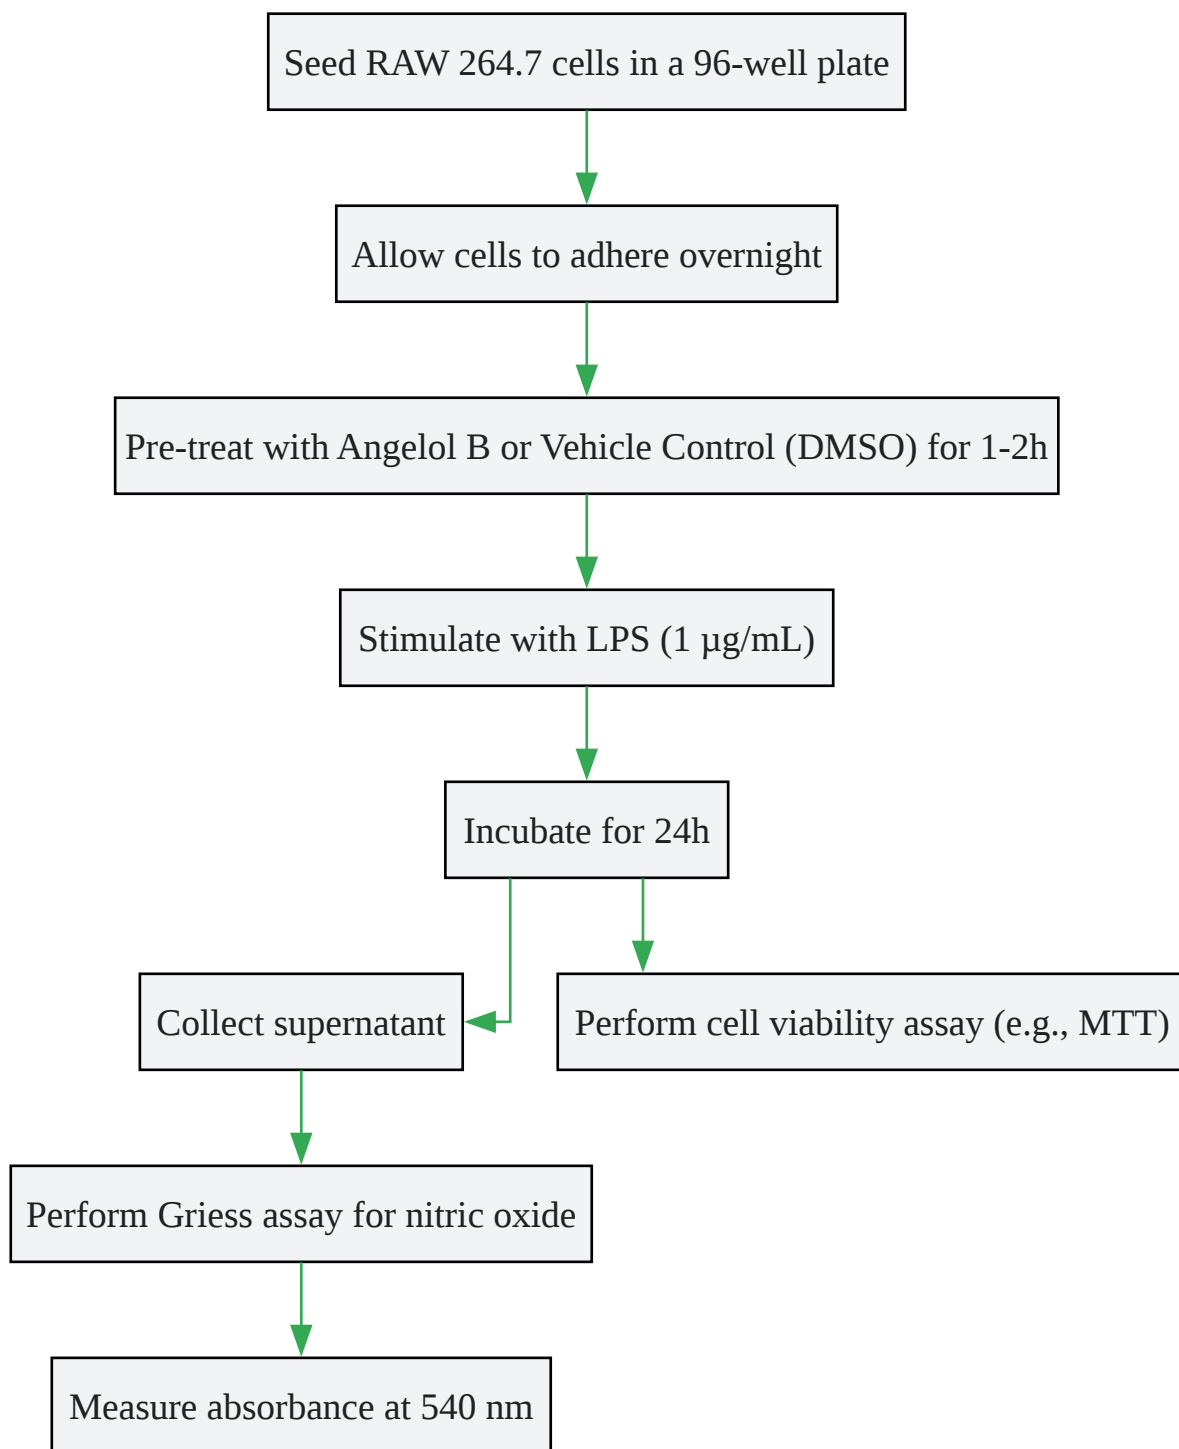 Seed RAW 264.7 cells in a 96-well plate
Allow cells to adhere overnight
Pre-treat with Angelol B or Vehicle Control (DMSO) for 1-2h
Stimulate with LPS (1 µg/mL)
Incubate for 24h
Collect supernatant
Perform cell viability assay (e.g., MTT)
Perform Griess assay for nitric oxide
Measure absorbance at 540 nm